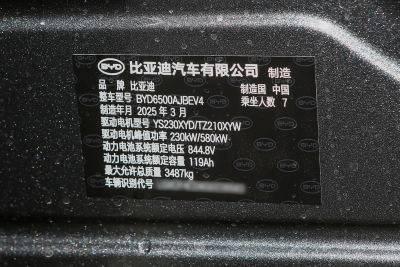 BYD 比亚迪汽车有限公司 制造
品 牌 比亚迪 制造国 中国
整车型号 BYD6500AJBEV4 乘坐人数 7
制造年月 2025 年 3 月
驱动电机型号 YS230XYD/TZ210XYW
驱动电机峰值功率 230kW/580kW
动力电池系统额定电压 844.8V
动力电池系统额定容量 119Ah
最大允许总质量 3487kg
车辆识别代号